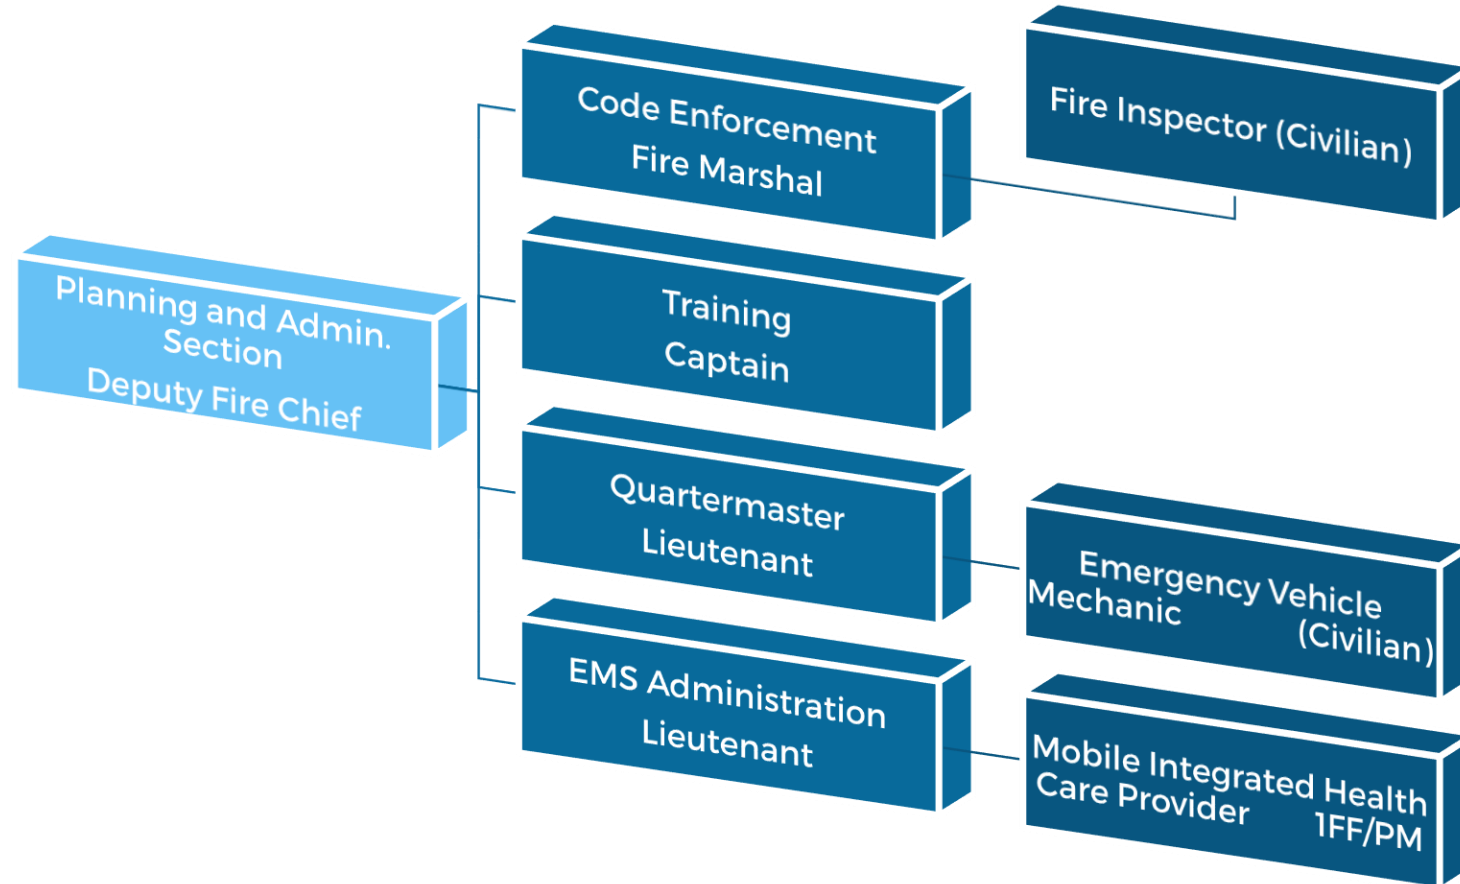 Planning and Admin.
Section
Deputy Fire Chief
Code Enforcement
Fire Marshal
Fire Inspector (Civilian)
Training
Captain
Quartermaster
Lieutenant
Emergency Vehicle
Mechanic (Civilian)
EMS Administration
Lieutenant
Mobile Integrated Health
Care Provider 1FF/PM